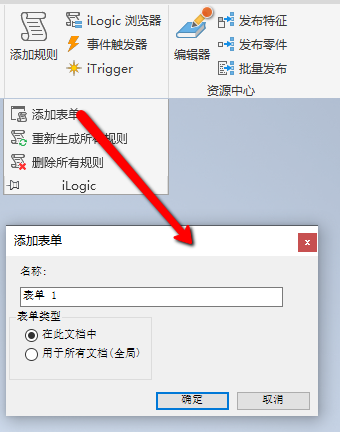 添加规则
iLogic 浏览器
事件触发器
iTrigger
编辑器
发布特征
发布零件
批量发布
资源中心
添加表单
重新生成所有规则
删除所有规则
iLogic
添加表单
x
名称:
表单 1
表单类型
在此文档中
用于所有文档(全局)
确定
取消